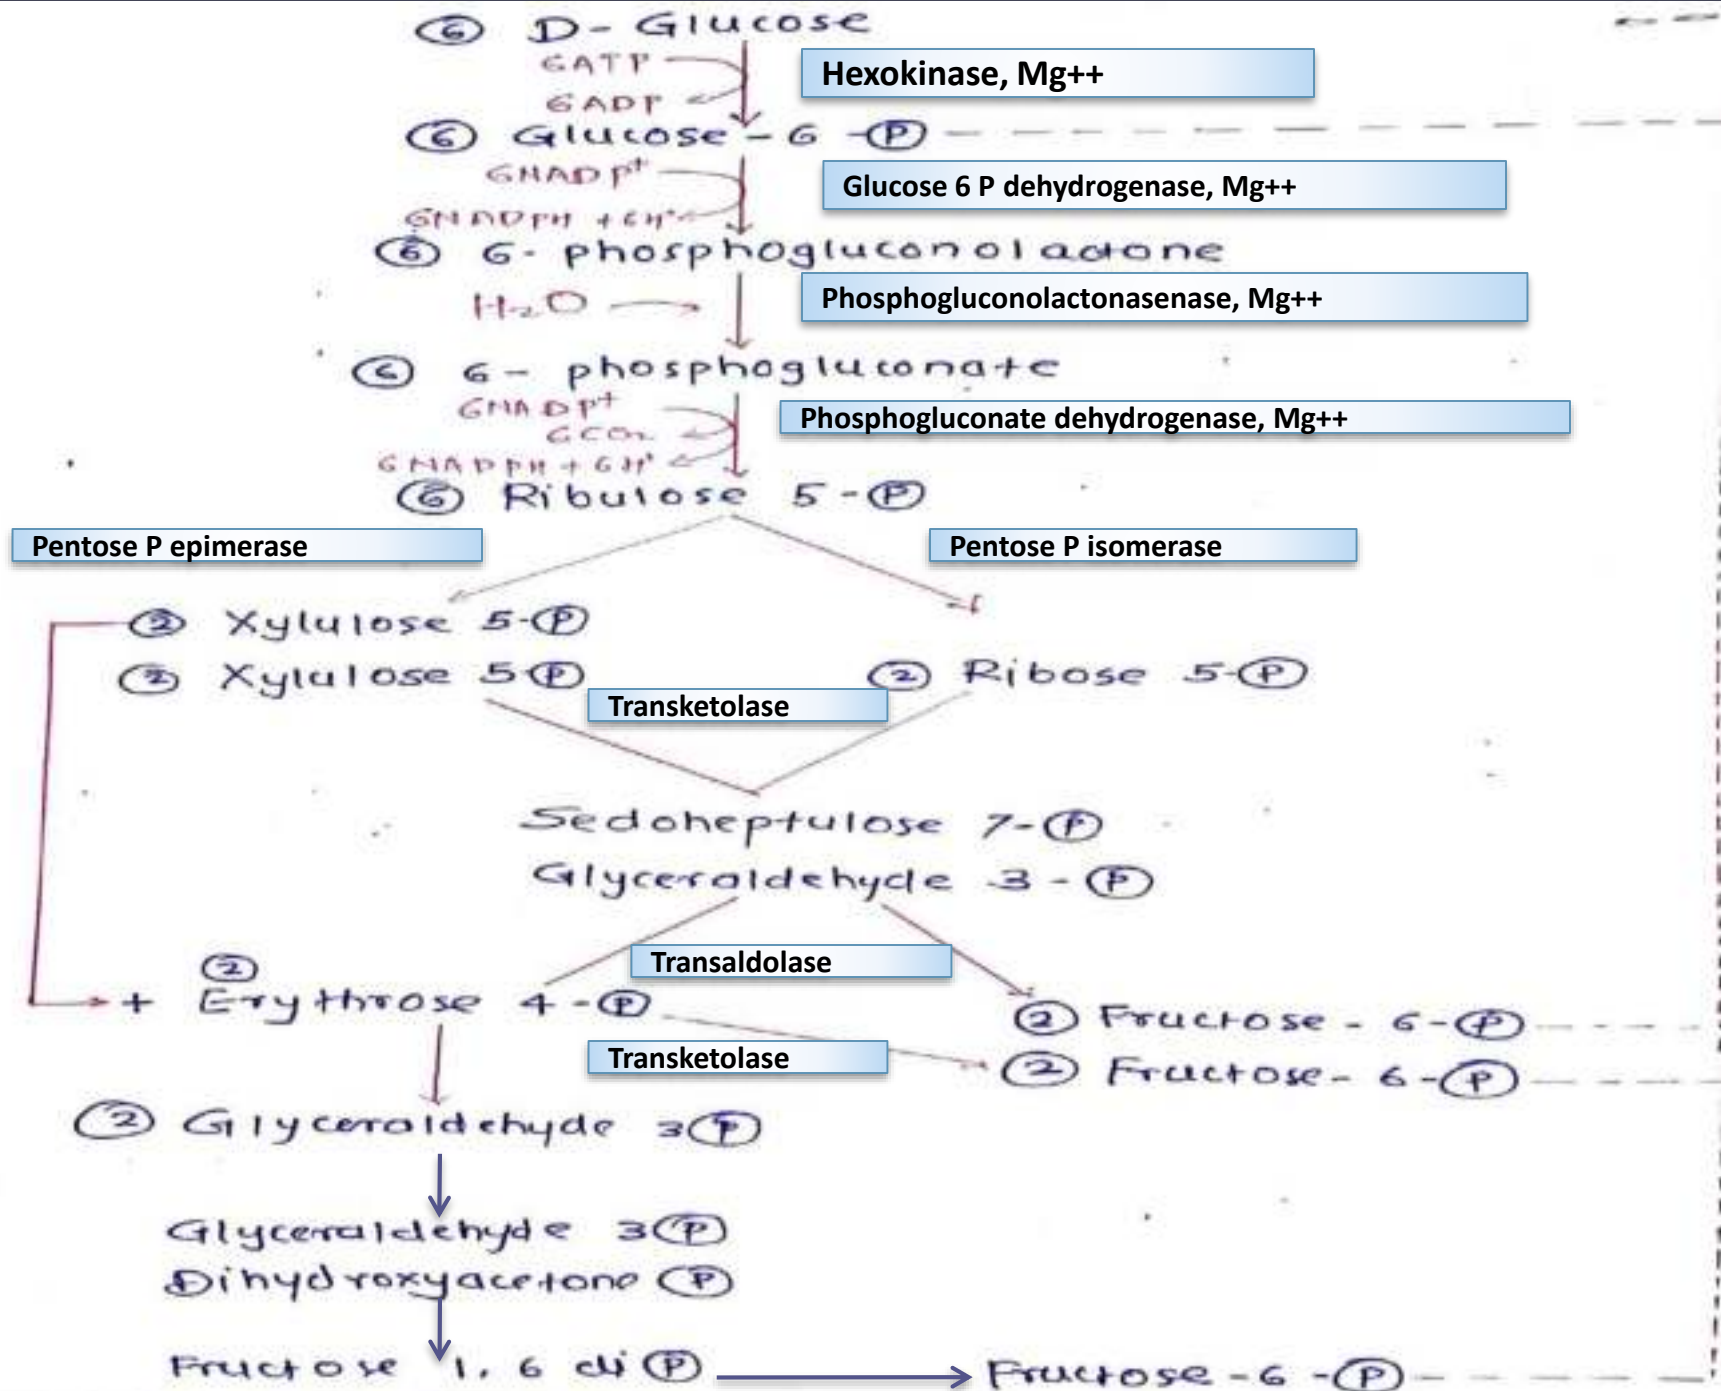 ⑥ D- Glucose
6ATP
Hexokinase, Mg++
6ADP
⑥ Glucose - 6 - Ⓟ
6NADP+
Glucose 6 P dehydrogenase, Mg++
6NADPH + 6H+
⑥ 6- phosphogluconolactone
H2O
Phosphogluconolactonasenase, Mg++
⑥ 6- phosphogluconate
6NADP+
Phosphogluconate dehydrogenase, Mg++
6CO2
6NADPH + 6H+
⑥ Ribulose 5-Ⓟ
Pentose P epimerase
Pentose P isomerase
② Xylulose 5-Ⓟ
② Xylulose 5-Ⓟ
② Ribose 5-Ⓟ
Transketolase
Sedoheptulose 7-Ⓟ
Glyceraldehyde 3-Ⓟ
Transaldolase
②
+ Erythrose 4-Ⓟ
② Fructose - 6-Ⓟ
Transketolase
② Fructose - 6-Ⓟ
② Glyceraldehyde 3Ⓟ
Glyceraldehyde 3Ⓟ
Dihydroxyacetone Ⓟ
Fructose 1, 6 di Ⓟ
Fructose - 6 - Ⓟ